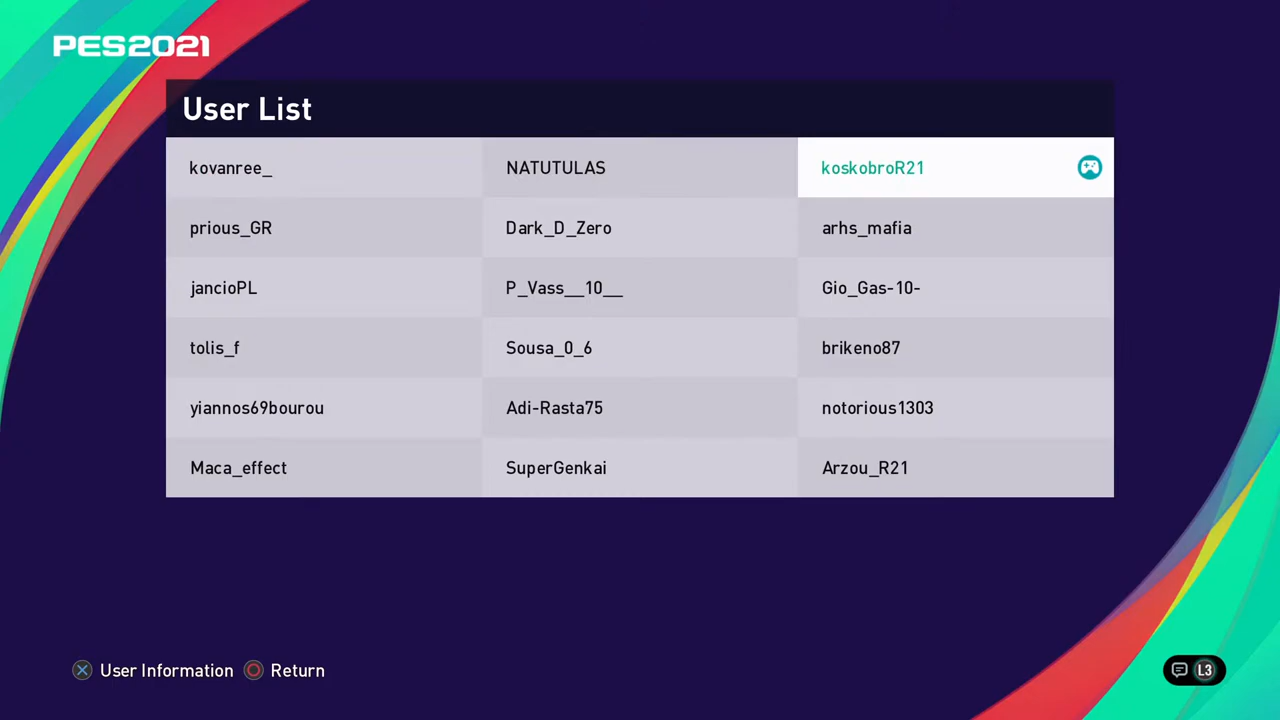 PES2021
User List
kovanree_ NATUTULAS koskobroR21
prious_GR Dark_D_Zero arhs_mafia
jancioPL P_Vass__10__ Gio_Gas-10-
tolis_f Sousa_0_6 brikeno87
yiannos69bourou Adi-Rasta75 notorious1303
Maca_effect SuperGenkai Arzou_R21
User Information Return L3